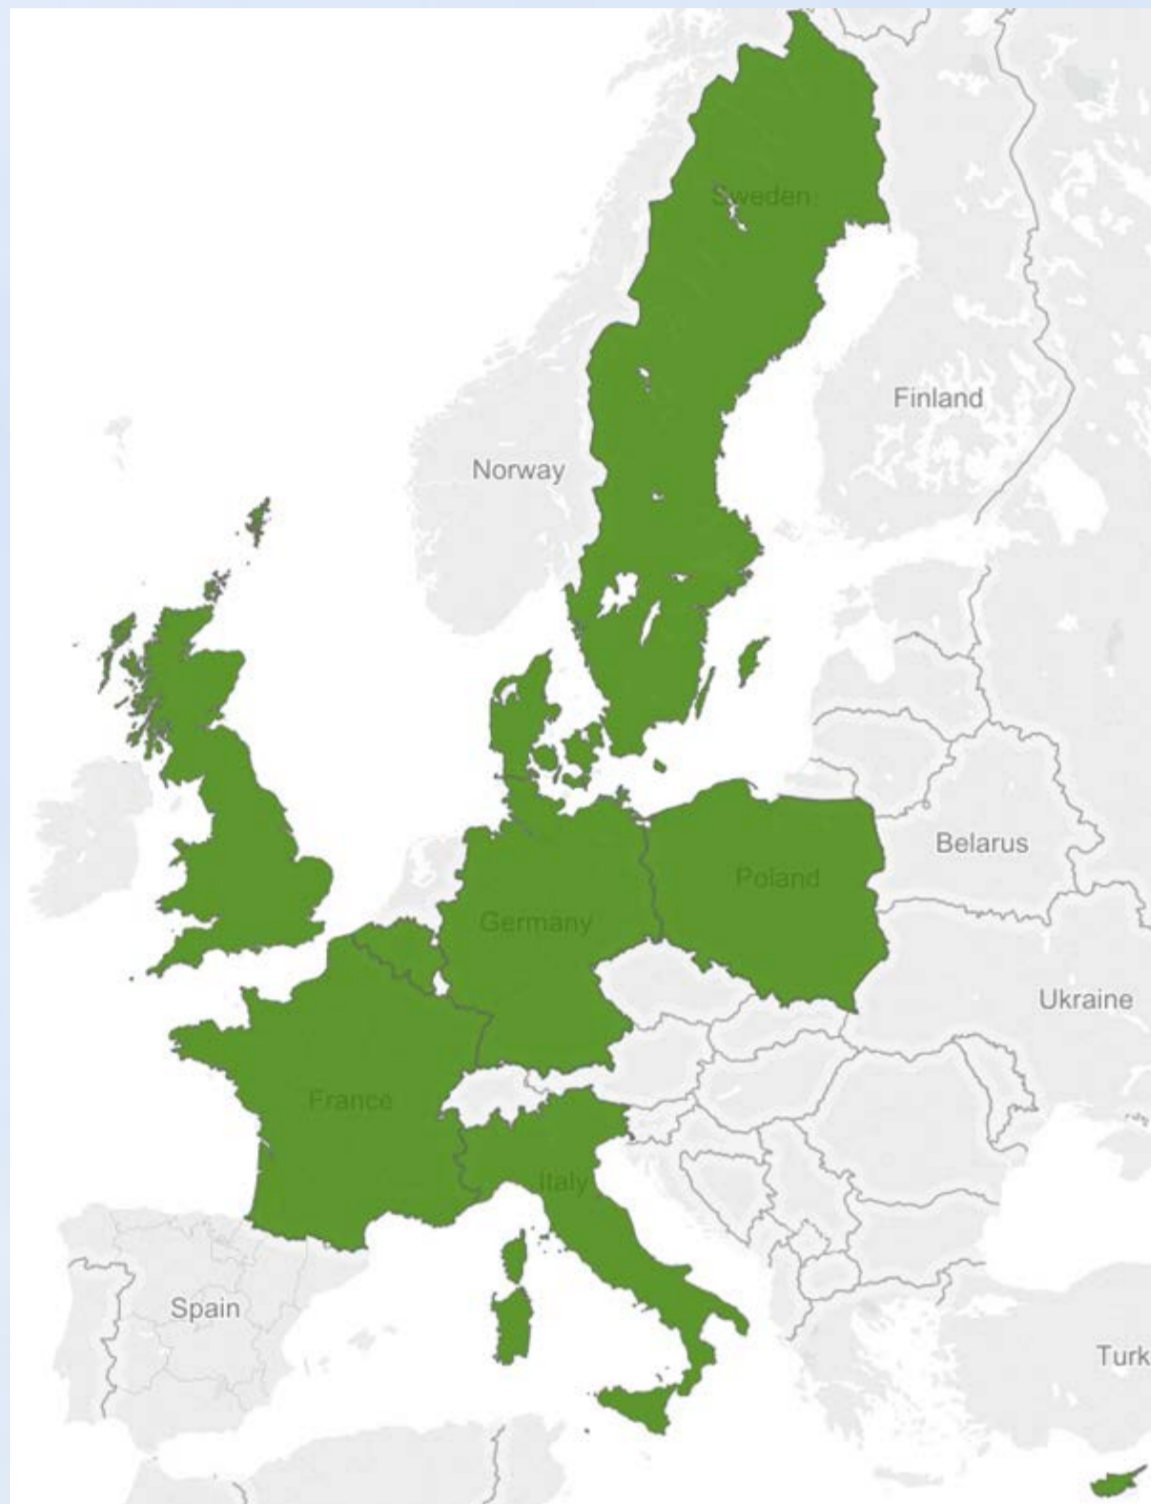 Sweden
Finland
Norway
Belarus
Poland
Germany
Ukraine
France
Italy
Spain
Turk